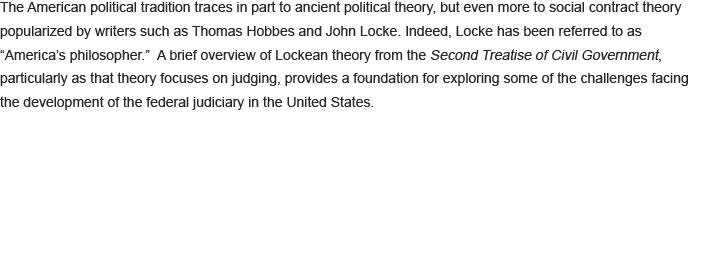 The American political tradition traces in part to ancient political theory, but even more to social contract theory
popularized by writers such as Thomas Hobbes and John Locke. Indeed, Locke has been referred to as
“America’s philosopher.”  A brief overview of Lockean theory from the Second Treatise of Civil Government,
particularly as that theory focuses on judging, provides a foundation for exploring some of the challenges facing
the development of the federal judiciary in the United States.